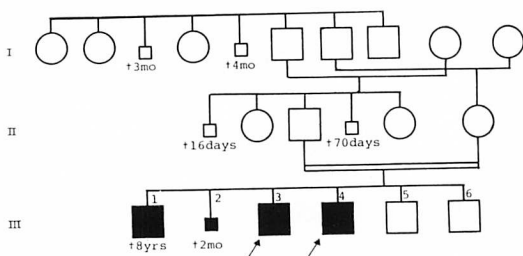 I
†3mo †4mo
II
†16days †70days
1 2 3 4 5 6
III
†8yrs †2mo